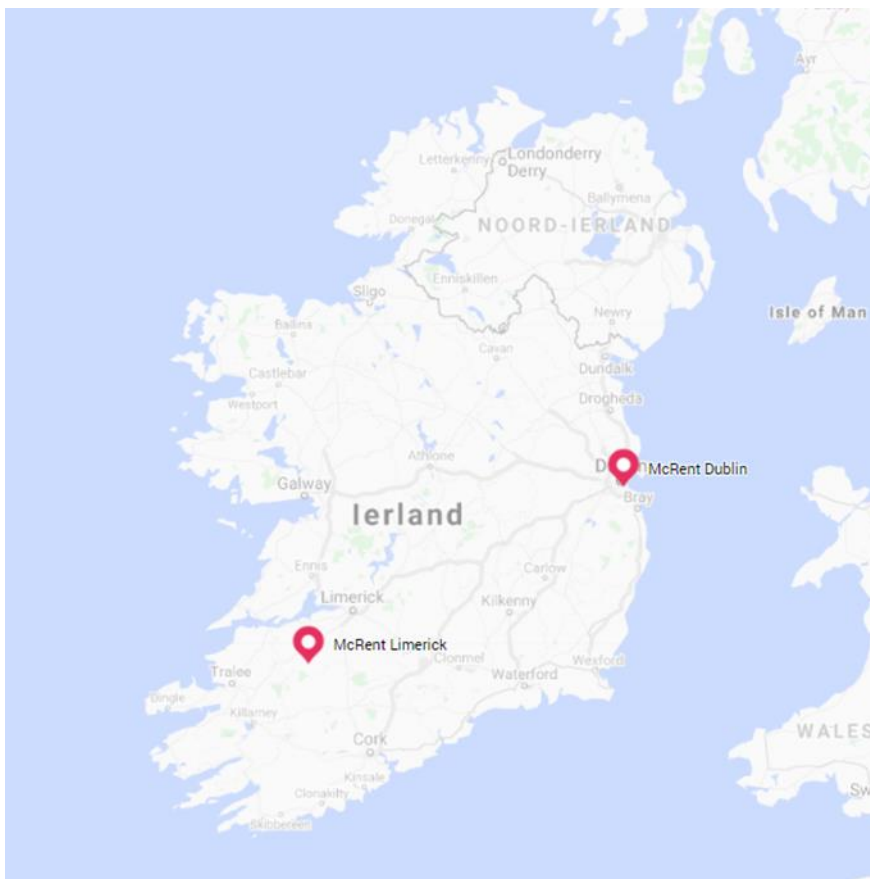 Ayr
Letterkenny
Londonderry
Derry
Ballymena
Donegal
NOORD-IERLAND
Enniskillen
Sligo
Newry
Isle of Man
Ballina
Cavan
Castlebar
Dundalk
Westport
Drogheda
Athlone
McRent Dublin
Galway
Bray
Ierland
Ennis
Carlow
Limerick
Kilkenny
McRent Limerick
Clonmel
Wexford
Tralee
Waterford
Dingle
Killarney
WALES
Cork
Kinsale
Clonakilty
Sw
Skibbereen